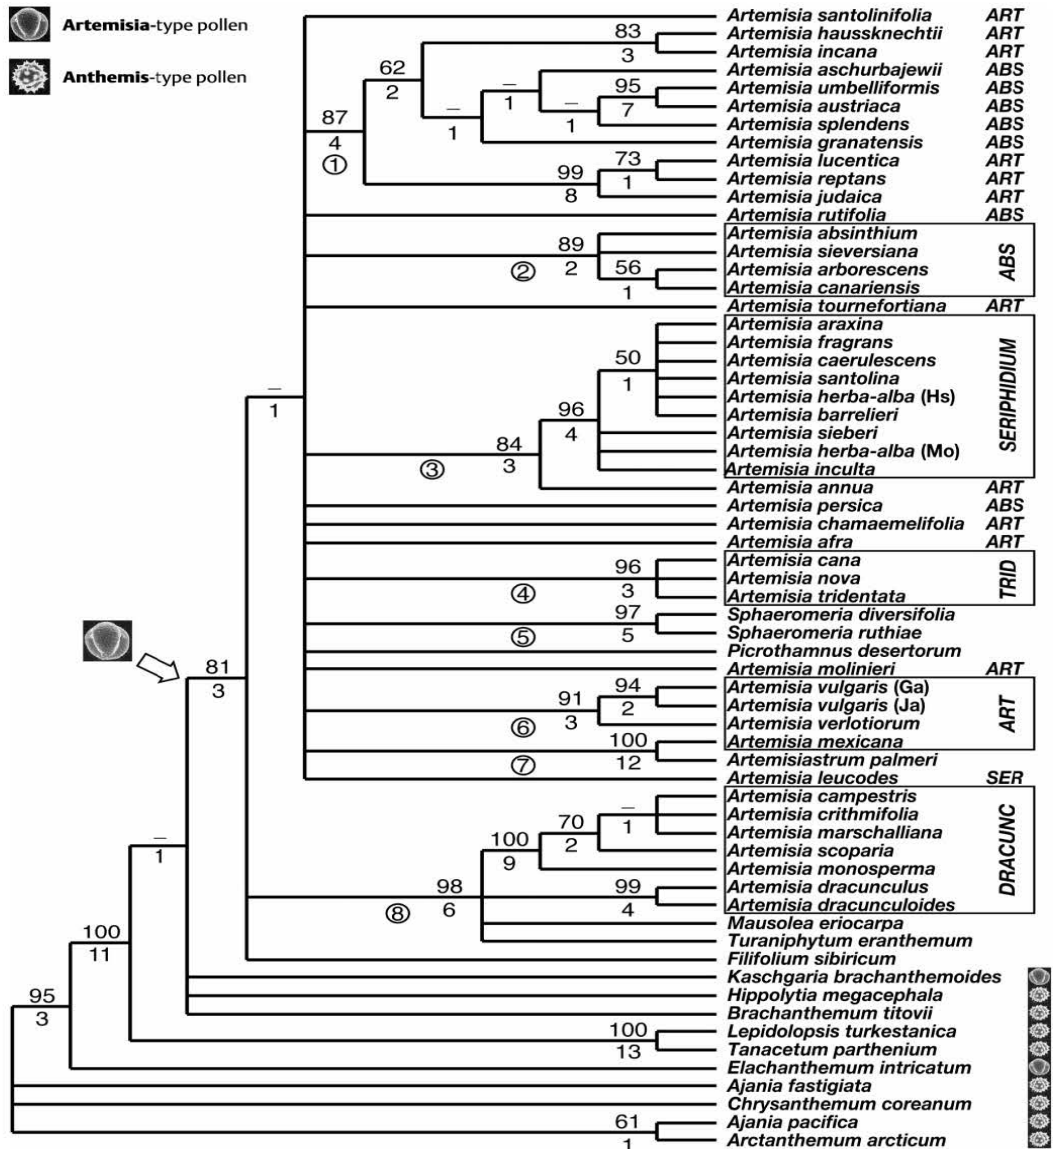 Artemisia-type pollen
Anthemis-type pollen
Artemisia santolinifolia ART
83
Artemisia haussknechtii ART
3
Artemisia incana ART
62
2
Artemisia aschurbajewii ABS
–
1
95
7
Artemisia umbelliformis ABS
Artemisia austriaca ABS
–
1
–
1
Artemisia splendens ABS
87
4
①
Artemisia granatensis ABS
73
1
Artemisia lucentica ART
99
8
Artemisia reptans ART
Artemisia judaica ART
Artemisia rutifolia ABS
Artemisia absinthium
89
2
②
Artemisia sieversiana
56
1
Artemisia arborescens
Artemisia canariensis
ABS
Artemisia tournefortiana ART
Artemisia araxina
Artemisia fragrans
50
1
Artemisia caerulescens
Artemisia santolina
–
1
Artemisia herba-alba (Hs)
96
4
Artemisia barrelieri
Artemisia sieberi
84
3
③
Artemisia herba-alba (Mo)
Artemisia inculta
SERIPHIDIUM
Artemisia annua ART
Artemisia persica ABS
Artemisia chamaemelifolia ART
Artemisia afra ART
Artemisia cana
96
3
④
Artemisia nova
Artemisia tridentata
TRID
97
5
⑤
Sphaeromeria diversifolia
Sphaeromeria ruthiae
Picrothamnus desertorum
81
3
Artemisia molinieri ART
94
2
Artemisia vulgaris (Ga)
91
3
⑥
Artemisia vulgaris (Ja)
Artemisia verlotiorum
100
12
⑦
Artemisia mexicana
ART
Artemisiastrum palmeri
Artemisia leucodes SER
Artemisia campestris
–
1
Artemisia crithmifolia
70
2
Artemisia marschalliana
100
9
Artemisia scoparia
Artemisia monosperma
98
6
⑧
99
4
Artemisia dracunculus
Artemisia dracunculoides
DRACUNC
–
1
Mausolea eriocarpa
Turaniphytum eranthemum
Filifolium sibiricum
100
11
Kaschgaria brachanthemoides
Hippolytia megacephala
95
3
Brachanthemum titovii
100
13
Lepidolopsis turkestanica
Tanacetum parthenium
Elachanthemum intricatum
Ajania fastigiata
Chrysanthemum coreanum
61
1
Ajania pacifica
Arctanthemum arcticum